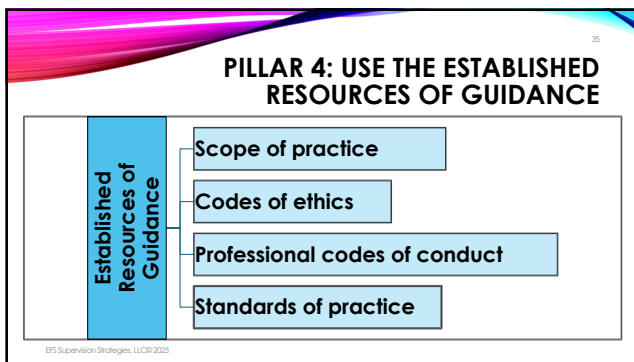 35
PILLAR 4: USE THE ESTABLISHED
RESOURCES OF GUIDANCE
Established
Resources of
Guidance
Scope of practice
Codes of ethics
Professional codes of conduct
Standards of practice
EFS Supervision Strategies, LLC© 2025